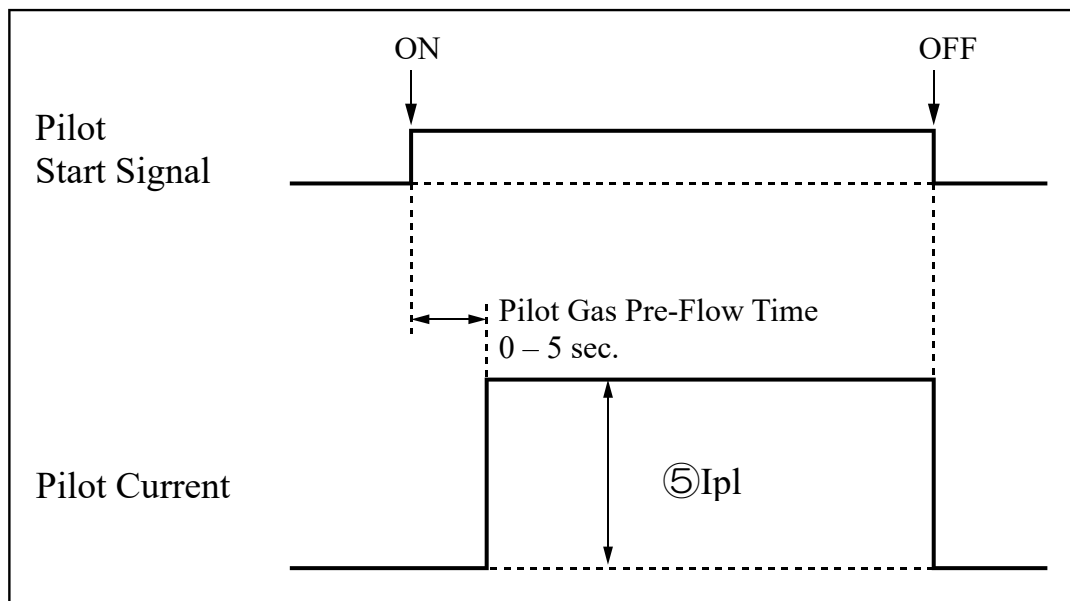 ON
OFF
Pilot
Start Signal
Pilot Gas Pre-Flow Time
0 – 5 sec.
Pilot Current
⑤Ipl